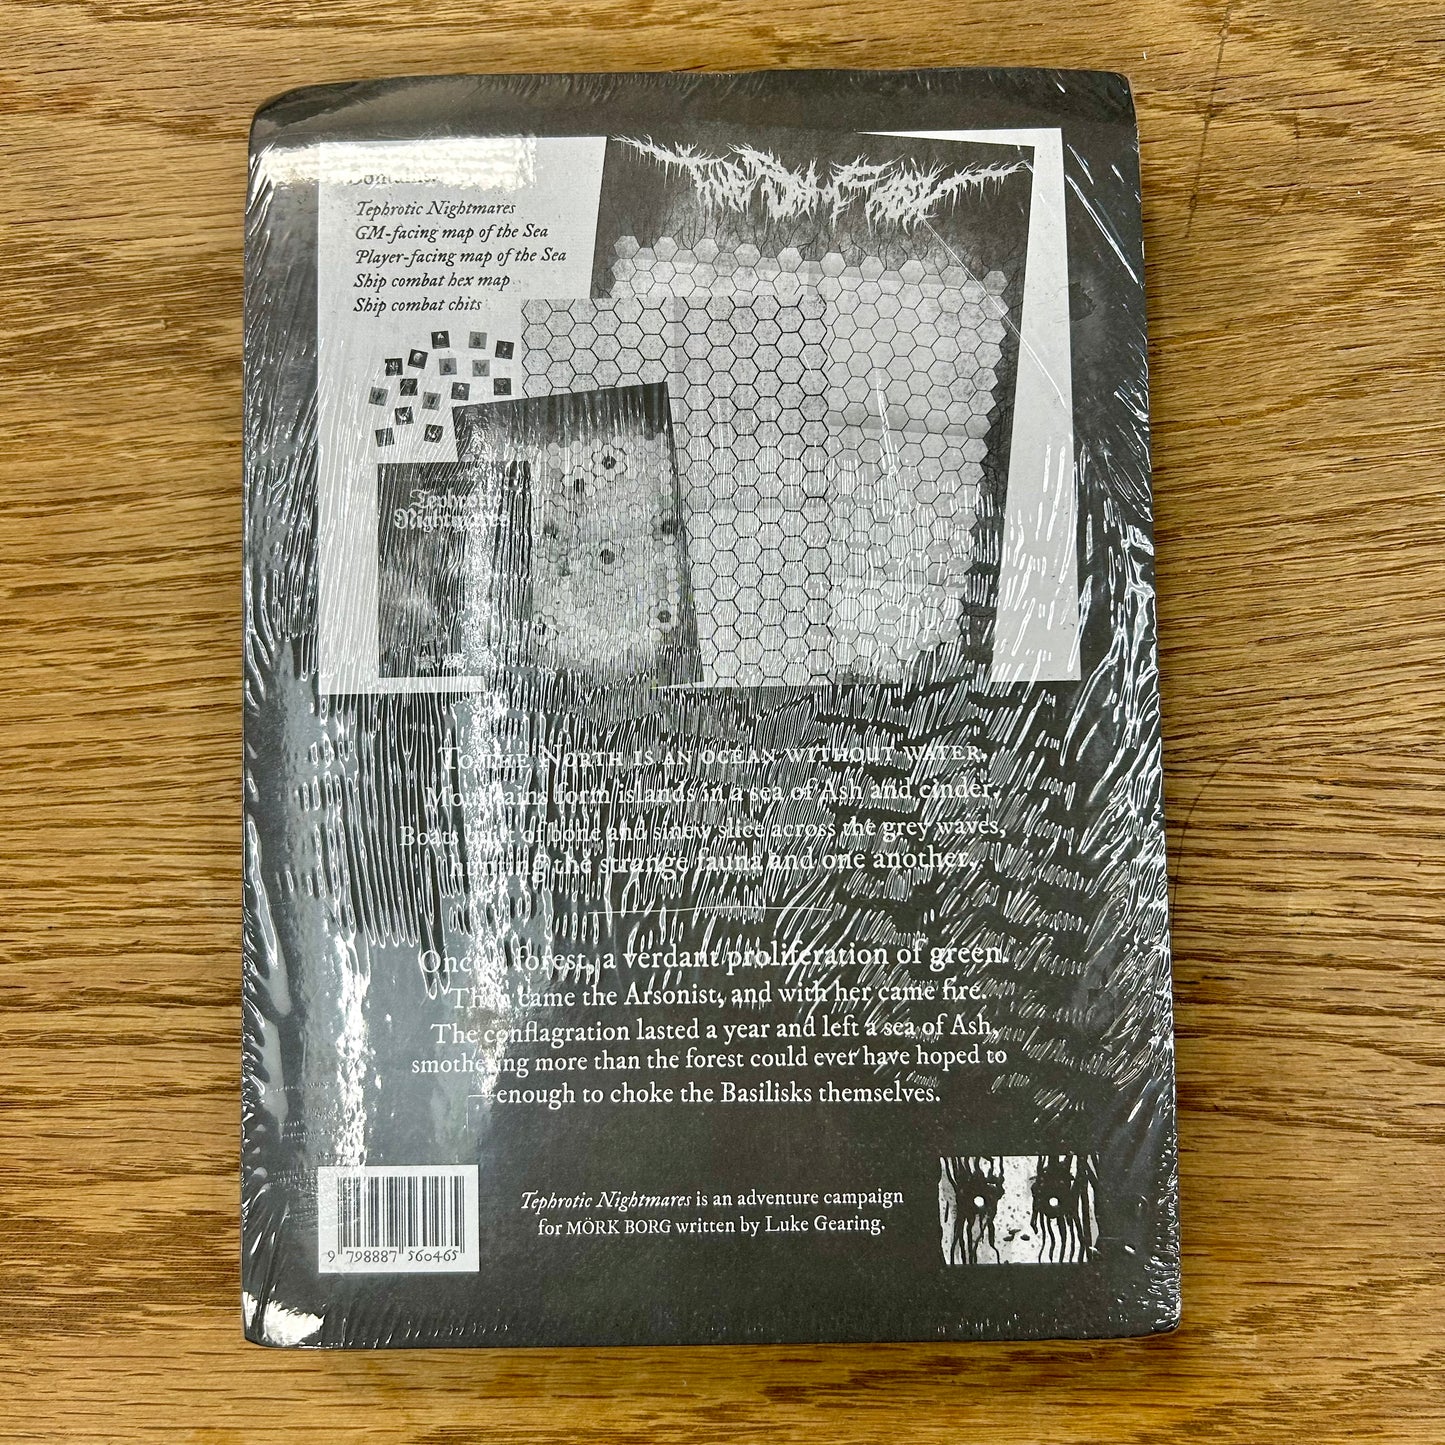 Contains:
Tephrotic Nightmares
GM-facing map of the Sea
Player-facing map of the Sea
Ship combat hex map
Ship combat chits
Tephrotic
Nightmares
To the North is an ocean without water.
Mountains form islands in a sea of Ash and cinder.
Boats built of bone and sinew slice across the grey waves,
hunting the strange fauna and one another.
Once a forest, a verdant proliferation of green.
Then came the Arsonist, and with her came fire.
The conflagration lasted a year and left a sea of Ash,
smothering more than the forest could ever have hoped to
—enough to choke the Basilisks themselves.
Tephrotic Nightmares is an adventure campaign
for MÖRK BORG written by Luke Gearing.
9 798887 560465